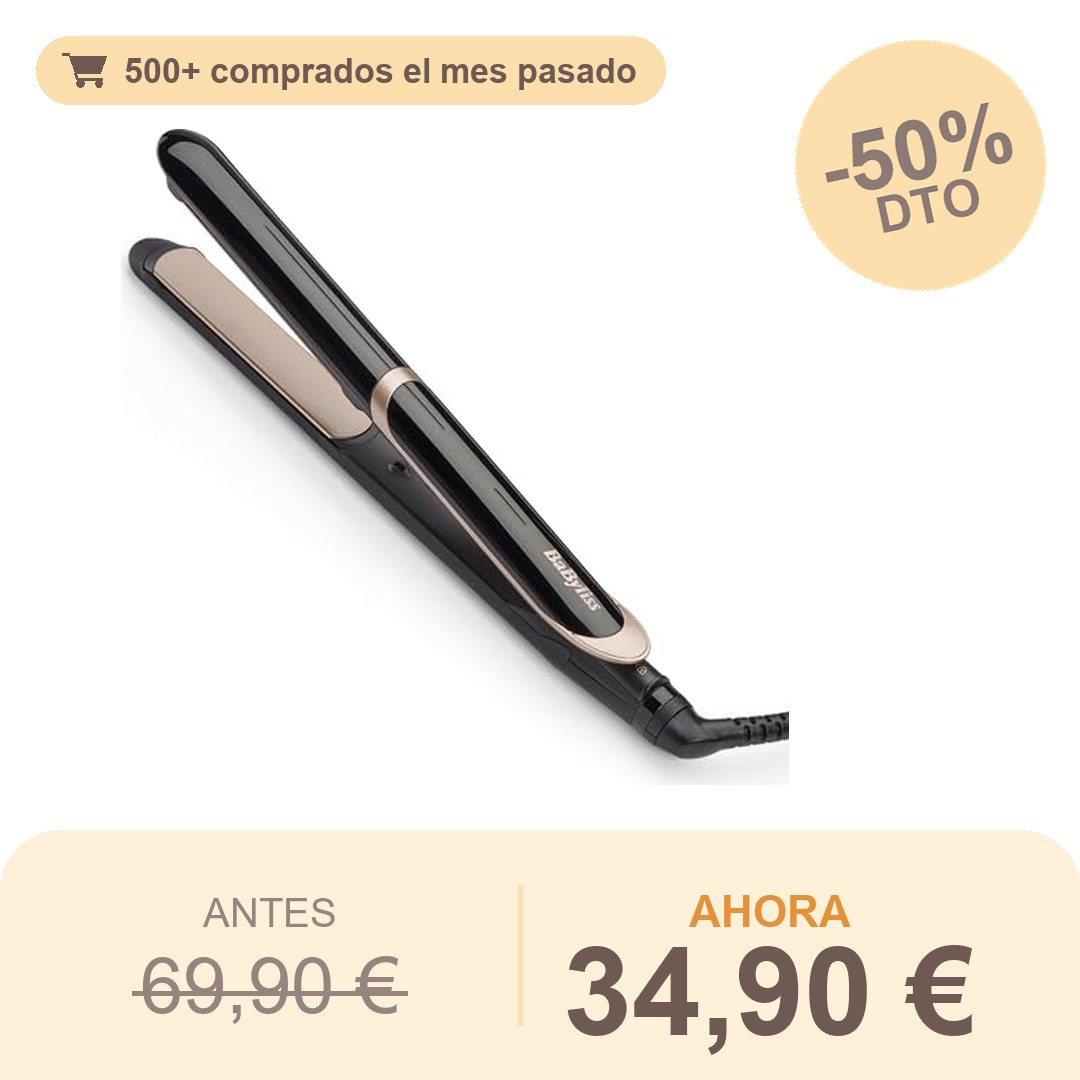 500+ comprados el mes pasado
-50%
DTO
BaByliss
ANTES
69,90 €
AHORA
34,90 €